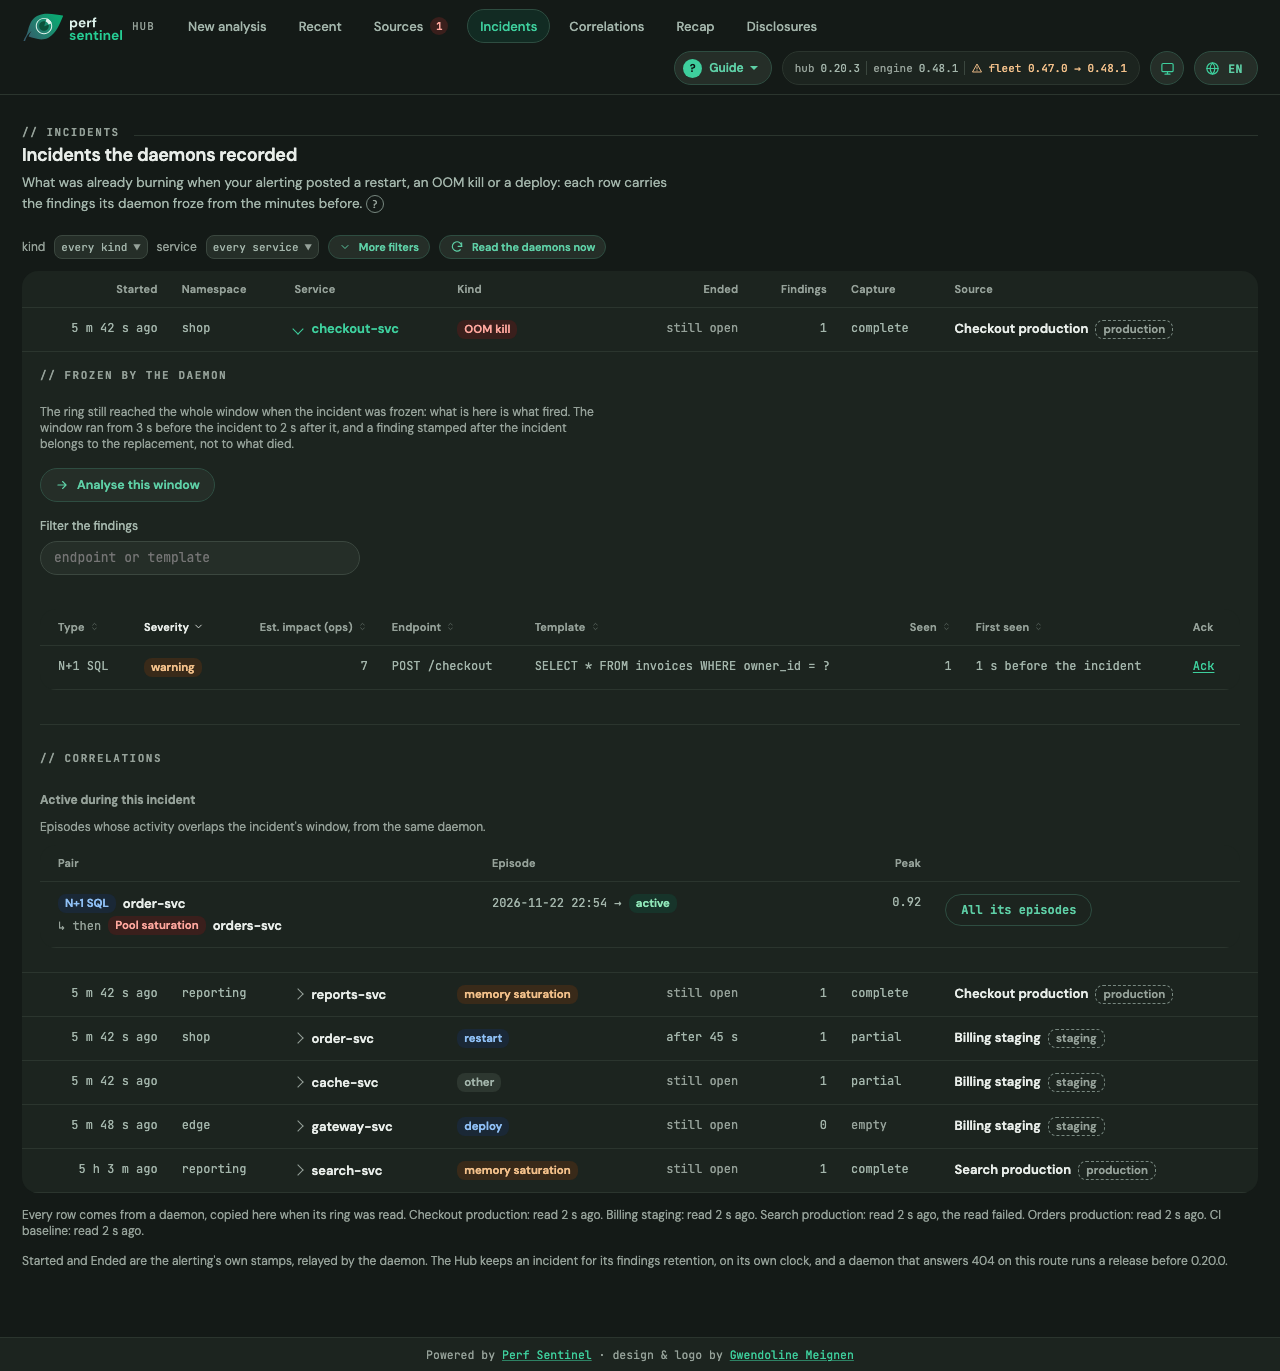 perf sentinel HUB
New analysis Recent Sources 1 Incidents Correlations Recap Disclosures
? Guide hub 0.20.3 engine 0.48.1 ⚠ fleet 0.47.0 → 0.48.1 EN
// INCIDENTS
Incidents the daemons recorded
What was already burning when your alerting posted a restart, an OOM kill or a deploy: each row carries
the findings its daemon froze from the minutes before. ?
kind every kind ▼ service every service ▼ More filters Read the daemons now
Started Namespace Service Kind Ended Findings Capture Source
5 m 42 s ago shop checkout-svc OOM kill still open 1 complete Checkout production production
// FROZEN BY THE DAEMON
The ring still reached the whole window when the incident was frozen: what is here is what fired. The
window ran from 3 s before the incident to 2 s after it, and a finding stamped after the incident
belongs to the replacement, not to what died.
→ Analyse this window
Filter the findings
endpoint or template
Type Severity Est. impact (ops) Endpoint Template Seen First seen Ack
N+1 SQL warning 7 POST /checkout SELECT * FROM invoices WHERE owner_id = ? 1 1 s before the incident Ack
// CORRELATIONS
Active during this incident
Episodes whose activity overlaps the incident's window, from the same daemon.
Pair Episode Peak
N+1 SQL order-svc 2026-11-22 22:54 → active 0.92 All its episodes
↳ then Pool saturation orders-svc
5 m 42 s ago reporting reports-svc memory saturation still open 1 complete Checkout production production
5 m 42 s ago shop order-svc restart after 45 s 1 partial Billing staging staging
5 m 42 s ago cache-svc other still open 1 partial Billing staging staging
5 m 48 s ago edge gateway-svc deploy still open 0 empty Billing staging staging
5 h 3 m ago reporting search-svc memory saturation still open 1 complete Search production production
Every row comes from a daemon, copied here when its ring was read. Checkout production: read 2 s ago. Billing staging: read 2 s ago. Search production: read 2 s ago, the read failed. Orders production: read 2 s ago. CI
baseline: read 2 s ago.
Started and Ended are the alerting's own stamps, relayed by the daemon. The Hub keeps an incident for its findings retention, on its own clock, and a daemon that answers 404 on this route runs a release before 0.20.0.
Powered by Perf Sentinel · design & logo by Gwendoline Meignen